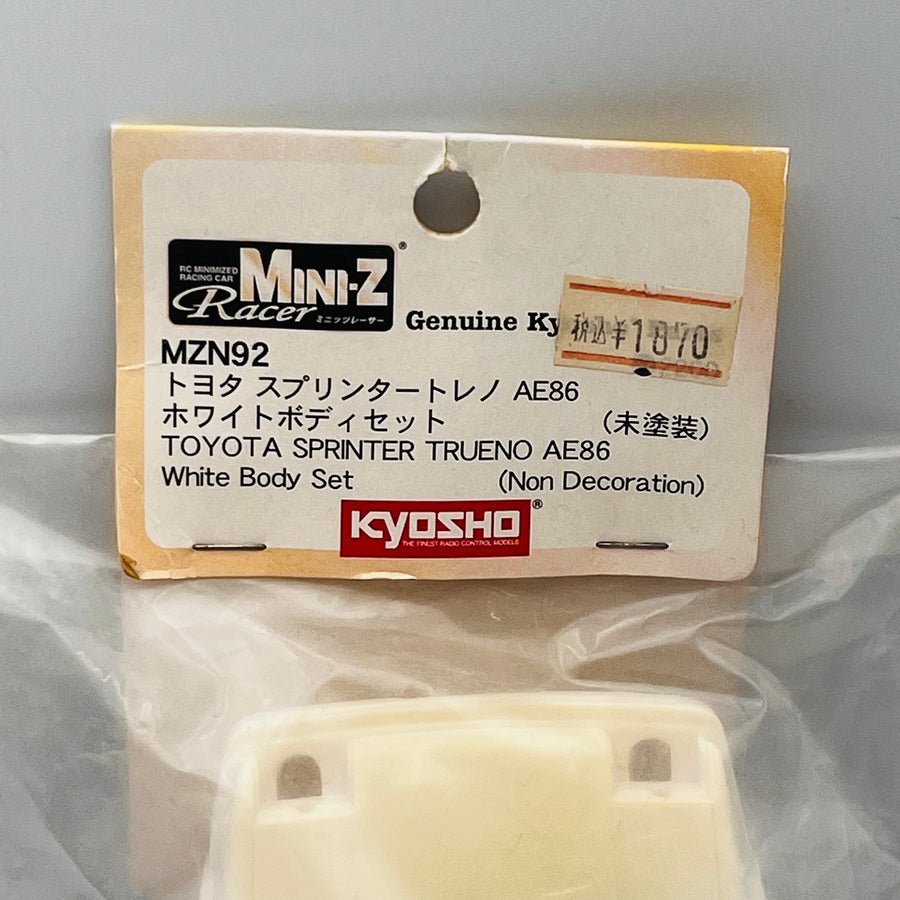 RC MINIMIZED
RACING CAR
MINI-Z
Racer
ミニッツレーサー
®
Genuine Ky
税込¥1870
MZN92
トヨタ スプリンタートレノ AE86
ホワイトボディセット (未塗装)
TOYOTA SPRINTER TRUENO AE86
White Body Set (Non Decoration)
KYOSHO®
THE FINEST RADIO CONTROL MODELS